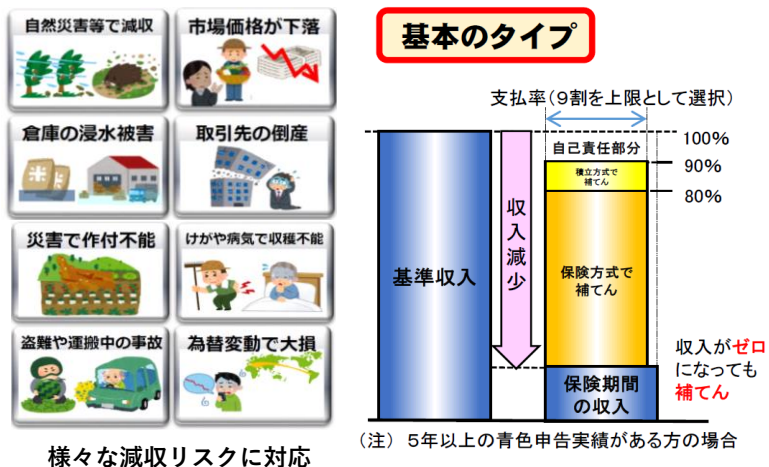 自然災害等で減収
市場価格が下落
倉庫の浸水被害
米
取引先の倒産
災害で作付不能
けがや病気で収穫不能
盗難や運搬中の事故
為替変動で大損
様々な減収リスクに対応
基本のタイプ
支払率(9割を上限として選択)
100%
自己責任部分
90%
積立方式で
補てん
80%
収入減少
基準収入
保険方式で
補てん
保険期間
の収入
収入がゼロ
になっても
補てん
(注) 5年以上の青色申告実績がある方の場合